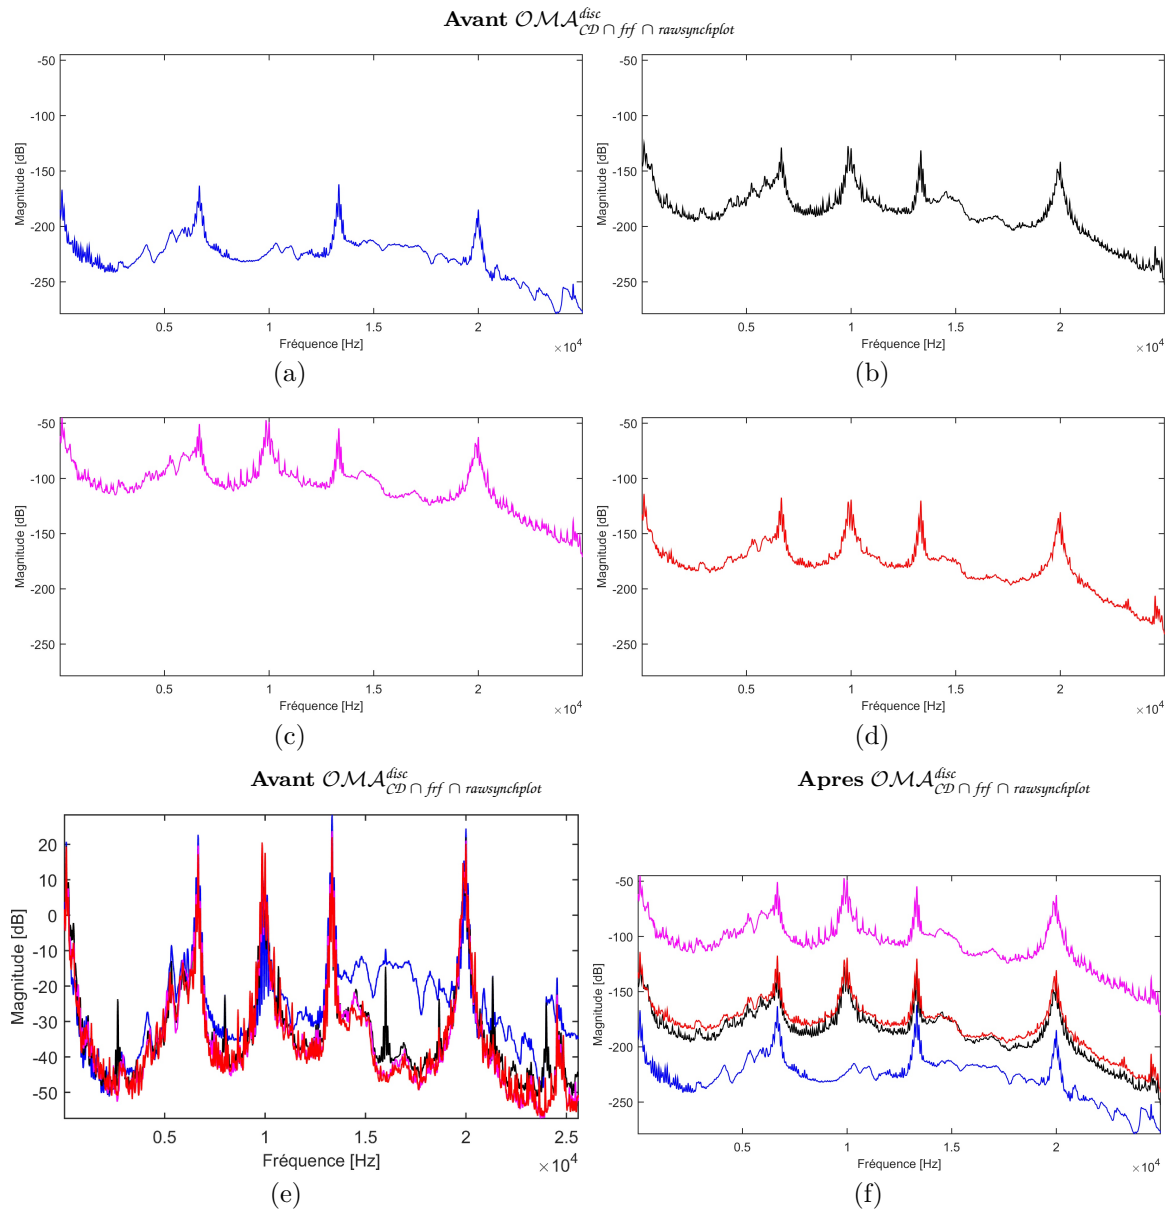 Avant OMA^{disc}_{CD ∩ frf ∩ rawsynchplot}
-50
-100
-150
-200
-250
Magnitude [dB]
0.5 1 1.5 2
Fréquence [Hz]
×10^4
(a)
-50
-100
-150
-200
-250
Magnitude [dB]
0.5 1 1.5 2
Fréquence [Hz]
×10^4
(b)
-50
-100
-150
-200
-250
Magnitude [dB]
0.5 1 1.5 2
Fréquence [Hz]
×10^4
(c)
-50
-100
-150
-200
-250
Magnitude [dB]
0.5 1 1.5 2
Fréquence [Hz]
×10^4
(d)
Avant OMA^{disc}_{CD ∩ frf ∩ rawsynchplot}
20
10
0
-10
-20
-30
-40
-50
Magnitude [dB]
0.5 1 1.5 2 2.5
Fréquence [Hz]
×10^4
(e)
Apres OMA^{disc}_{CD ∩ frf ∩ rawsynchplot}
-50
-100
-150
-200
-250
Magnitude [dB]
0.5 1 1.5 2
Fréquence [Hz]
×10^4
(f)